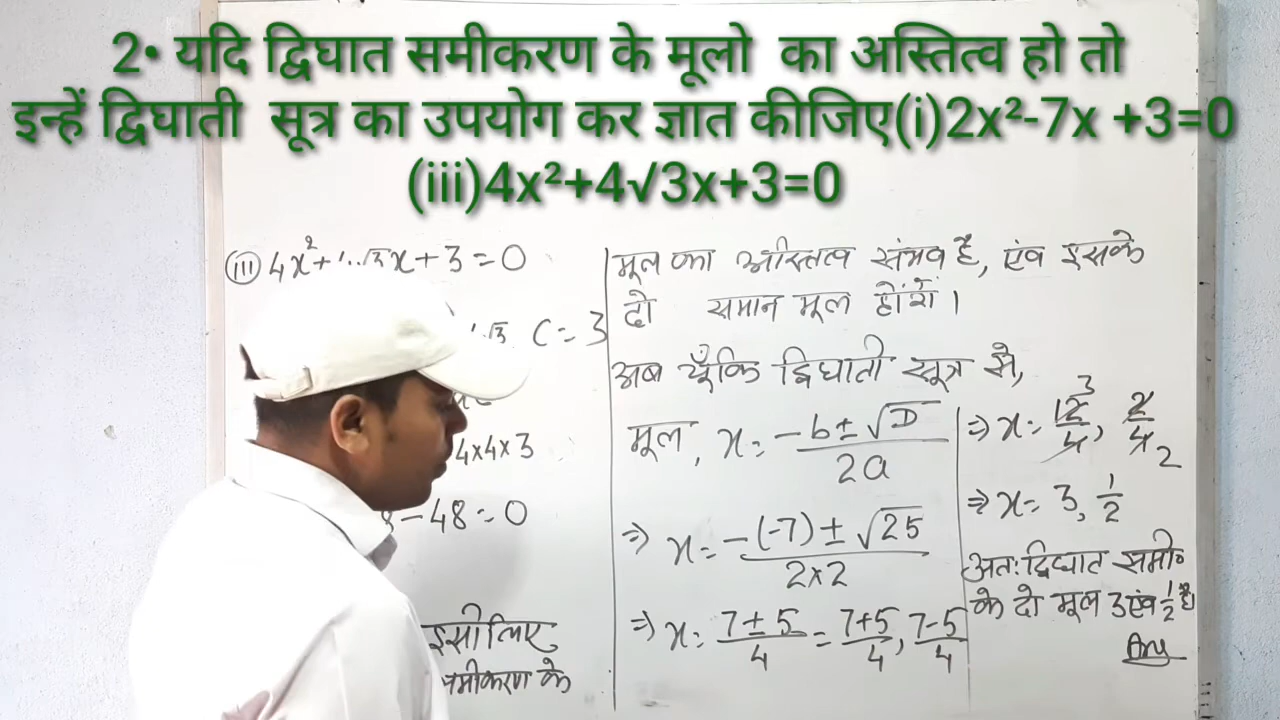 2• यदि द्विघात समीकरण के मूलो का अस्तित्व हो तो
इन्हें द्विघाती सूत्र का उपयोग कर ज्ञात कीजिए(i)2x²-7x +3=0
(iii)4x²+4√3x+3=0
(iii) 4x²+ √3x+3=0
√3 C=3
4x4x3
-48=0
इसीलिए
समीकरण के
मूल का अस्तित्व संभव है, एंव इसके
दो समान मूल होंगे।
अब चूँकि द्विघाती सूत्र से,
मूल, x = -b±√D/2a
⇒ x = -(-7)±√25/2x2
⇒ x = 7±5/4 = 7+5/4, 7-5/4
⇒ x = 12/4 3, 2/4 2
⇒ x = 3, 1/2
अतः द्विघात समी०
के दो मूल 3 एंव 1/2 है।
Ans